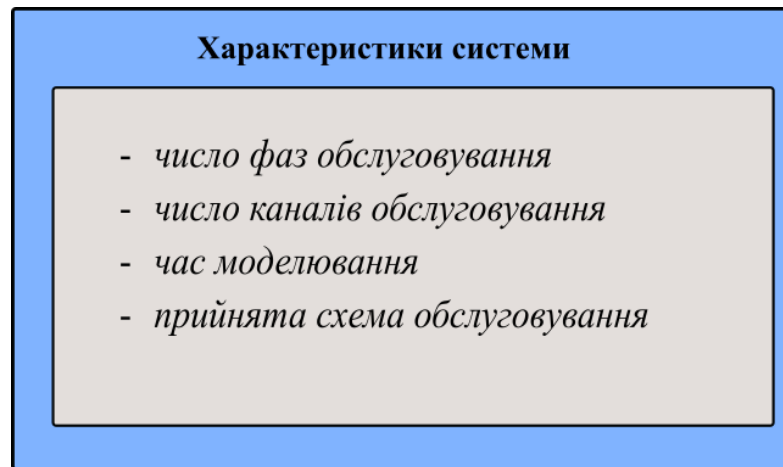 Характеристики системи
- число фаз обслуговування
- число каналів обслуговування
- час моделювання
- прийнята схема обслуговування